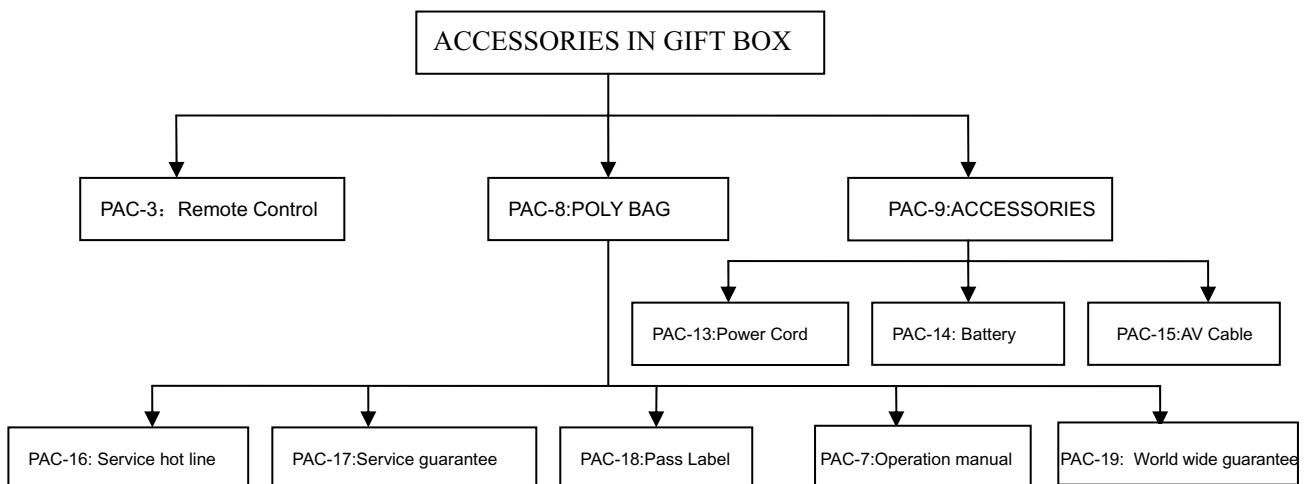 ACCESSORIES IN GIFT BOX
PAC-3：Remote Control
PAC-8:POLY BAG
PAC-9:ACCESSORIES
PAC-13:Power Cord
PAC-14: Battery
PAC-15:AV Cable
PAC-16: Service hot line
PAC-17:Service guarantee
PAC-18:Pass Label
PAC-7:Operation manual
PAC-19: World wide guarantee